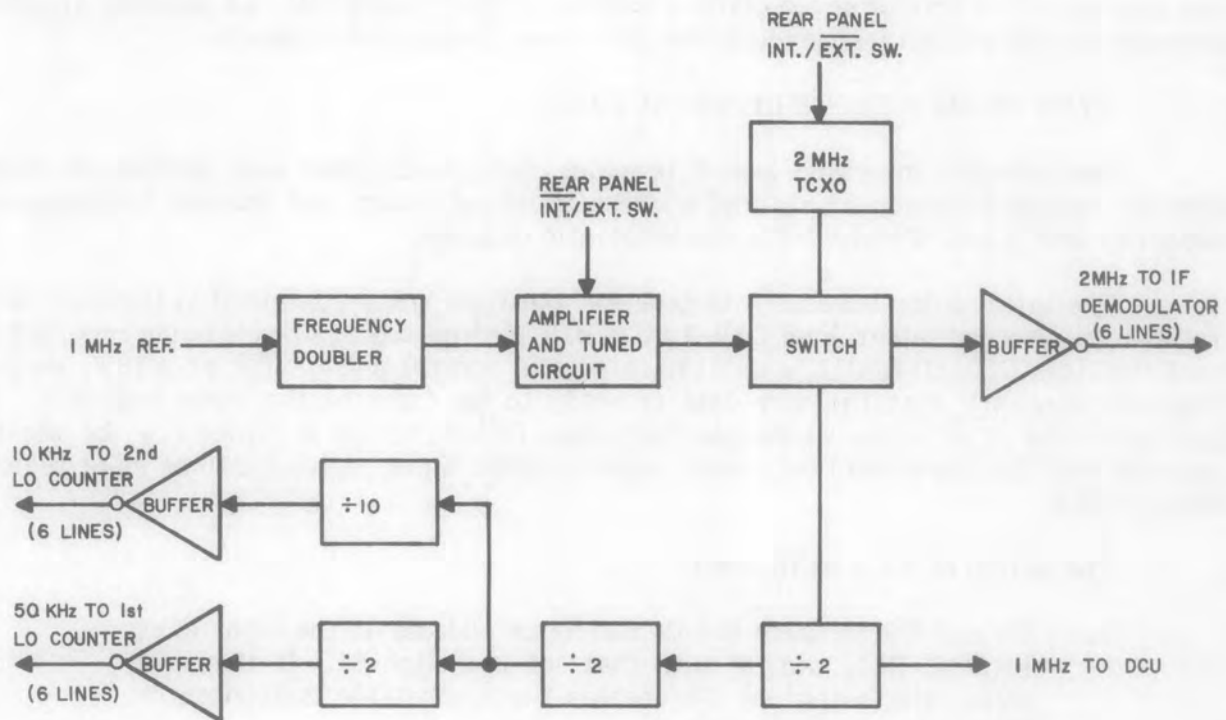 REAR PANEL
INT./EXT. SW.
2 MHz
TCXO
REAR PANEL
INT./EXT. SW.
1 MHz REF.
FREQUENCY
DOUBLER
AMPLIFIER
AND TUNED
CIRCUIT
SWITCH
BUFFER
2MHz TO IF
DEMODULATOR
(6 LINES)
10 KHz TO 2nd
LO COUNTER
(6 LINES)
BUFFER
÷10
50 KHz TO 1st
LO COUNTER
(6 LINES)
BUFFER
÷2
÷2
÷2
1 MHz TO DCU